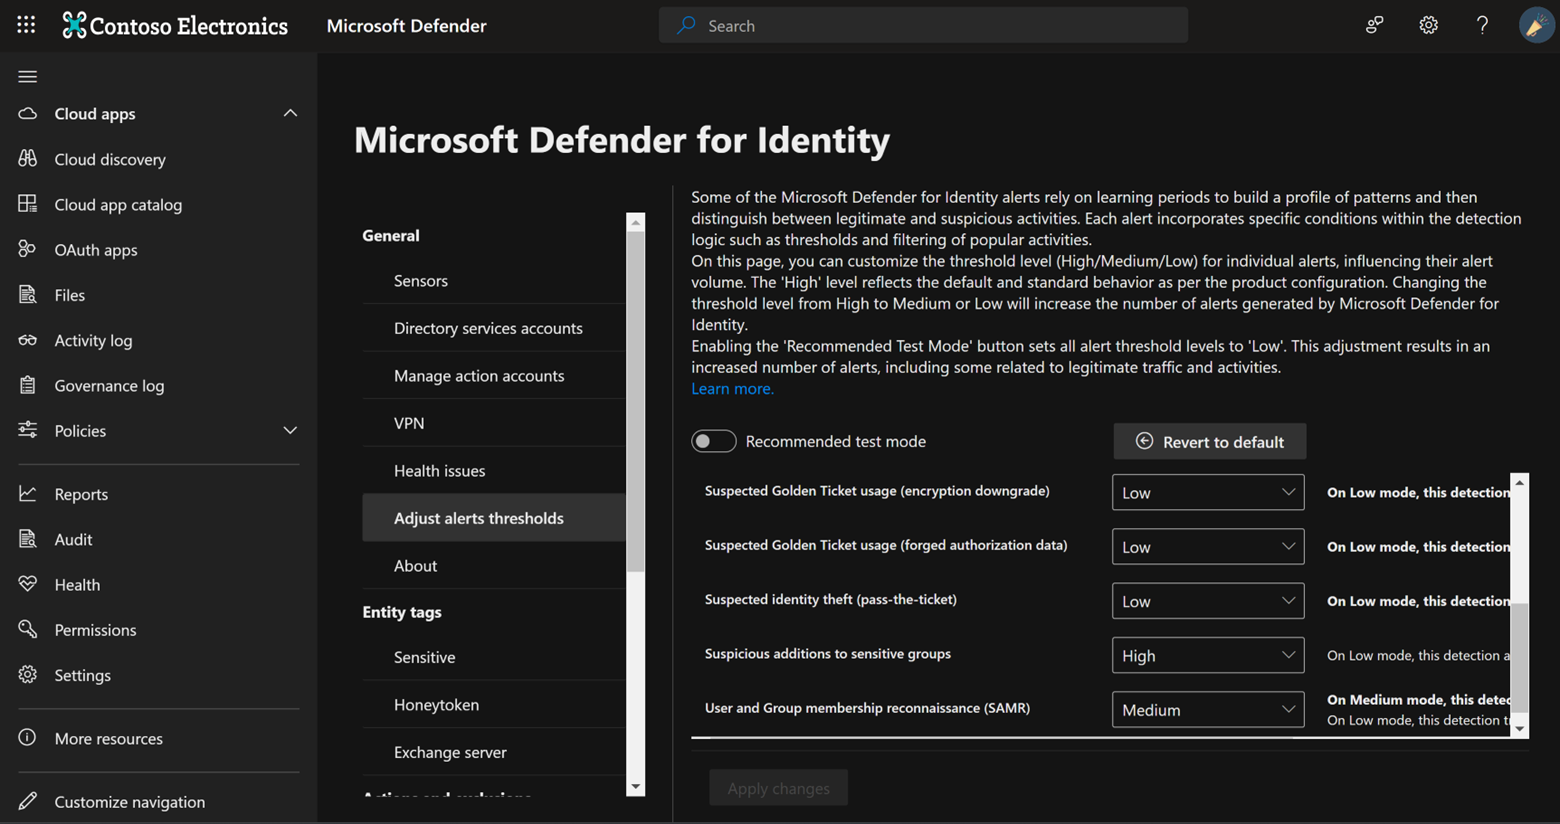 Contoso Electronics
Microsoft Defender
Search
Cloud apps
Cloud discovery
Cloud app catalog
OAuth apps
Files
Activity log
Governance log
Policies
Reports
Audit
Health
Permissions
Settings
More resources
Customize navigation
Microsoft Defender for Identity
General
Sensors
Directory services accounts
Manage action accounts
VPN
Health issues
Adjust alerts thresholds
About
Entity tags
Sensitive
Honeytoken
Exchange server
Some of the Microsoft Defender for Identity alerts rely on learning periods to build a profile of patterns and then
distinguish between legitimate and suspicious activities. Each alert incorporates specific conditions within the detection
logic such as thresholds and filtering of popular activities.
On this page, you can customize the threshold level (High/Medium/Low) for individual alerts, influencing their alert
volume. The 'High' level reflects the default and standard behavior as per the product configuration. Changing the
threshold level from High to Medium or Low will increase the number of alerts generated by Microsoft Defender for
Identity.
Enabling the 'Recommended Test Mode' button sets all alert threshold levels to 'Low'. This adjustment results in an
increased number of alerts, including some related to legitimate traffic and activities.
Learn more.
Recommended test mode
Revert to default
Suspected Golden Ticket usage (encryption downgrade)
Low
On Low mode, this detection
Suspected Golden Ticket usage (forged authorization data)
Low
On Low mode, this detection
Suspected identity theft (pass-the-ticket)
Low
On Low mode, this detection
Suspicious additions to sensitive groups
High
On Low mode, this detection a
User and Group membership reconnaissance (SAMR)
Medium
On Medium mode, this detec
On Low mode, this detection t
Apply changes